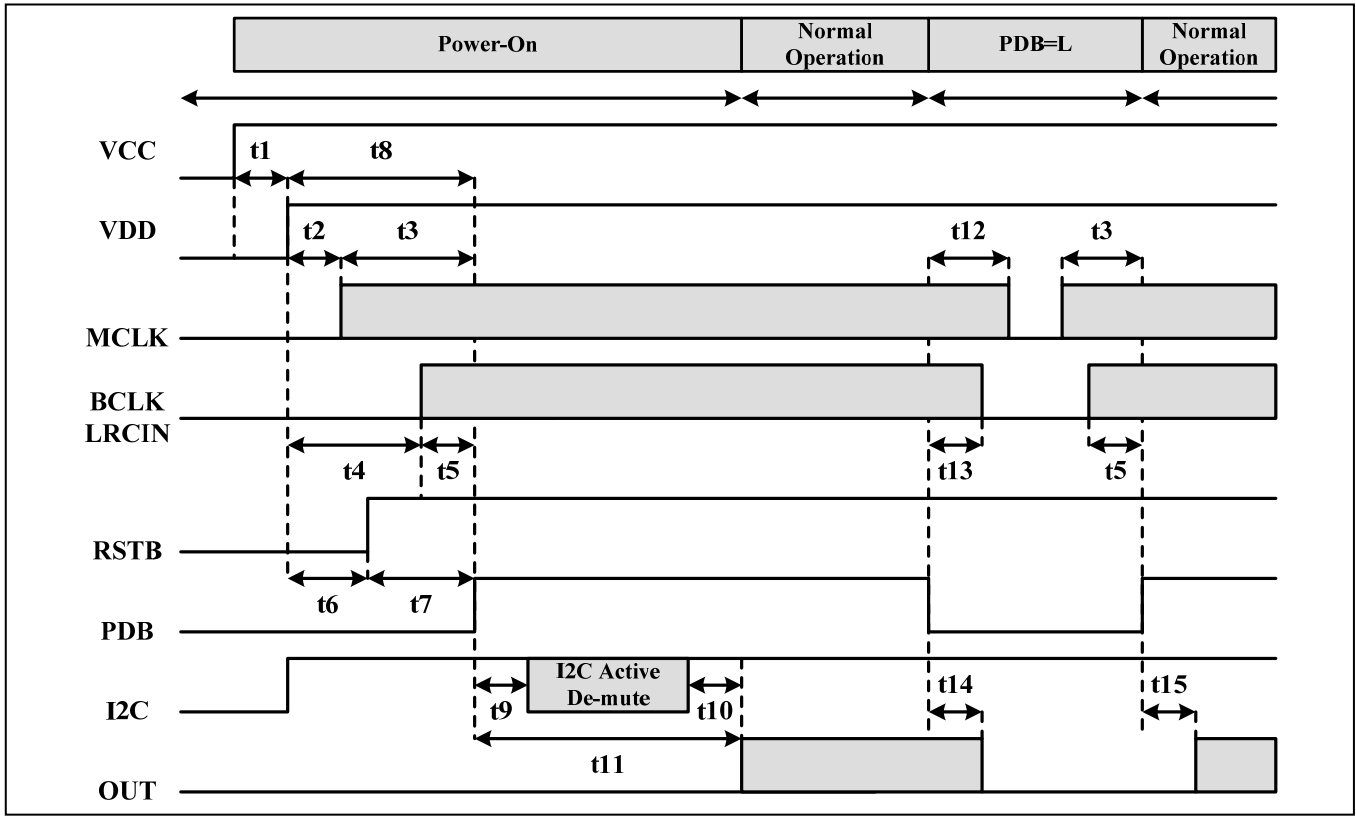 Power-On
Normal
Operation
PDB=L
Normal
Operation
VCC
t1
t8
VDD
t2
t3
t12
t3
MCLK
BCLK
LRCIN
t4
t5
t13
t5
RSTB
t6
t7
PDB
I2C
t9
I2C Active
De-mute
t10
t14
t15
t11
OUT